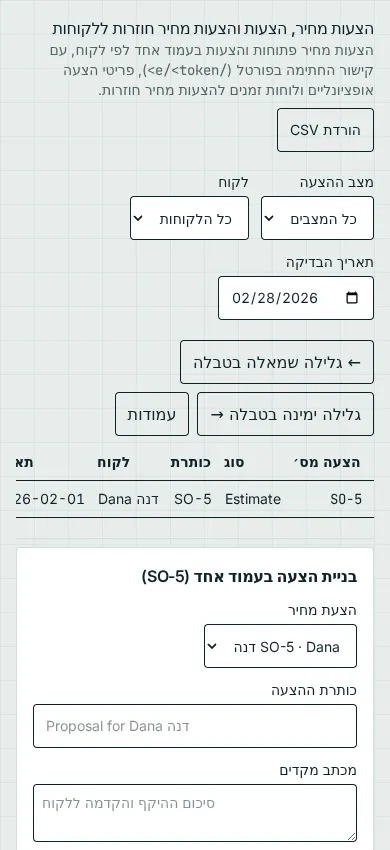 הצעות מחיר, הצעות והצעות מחיר חוזרות ללקוחות
הצעות מחיר פתוחות והצעות בעמוד אחד לפי לקוח, עם
קישור החתימה בפורטל (/e/<token>), פריטי הצעה
אופציונליים ולוחות זמנים להצעות מחיר חוזרות.
הורדת CSV
מצב ההצעה לקוח
כל המצבים כל הלקוחות
תאריך הבדיקה
02/28/2026
← גלילה שמאלה בטבלה
גלילה ימינה בטבלה → עמודות
הצעה מס׳ סוג כותרת לקוח תא
SO-5 Estimate SO-5 Dana דנה 26-02-01
בניית הצעה בעמוד אחד (SO-5)
הצעת מחיר
SO-5 · Dana דנה
כותרת ההצעה
Proposal for Dana דנה
מכתב מקדים
סיכום ההיקף והקדמה ללקוח